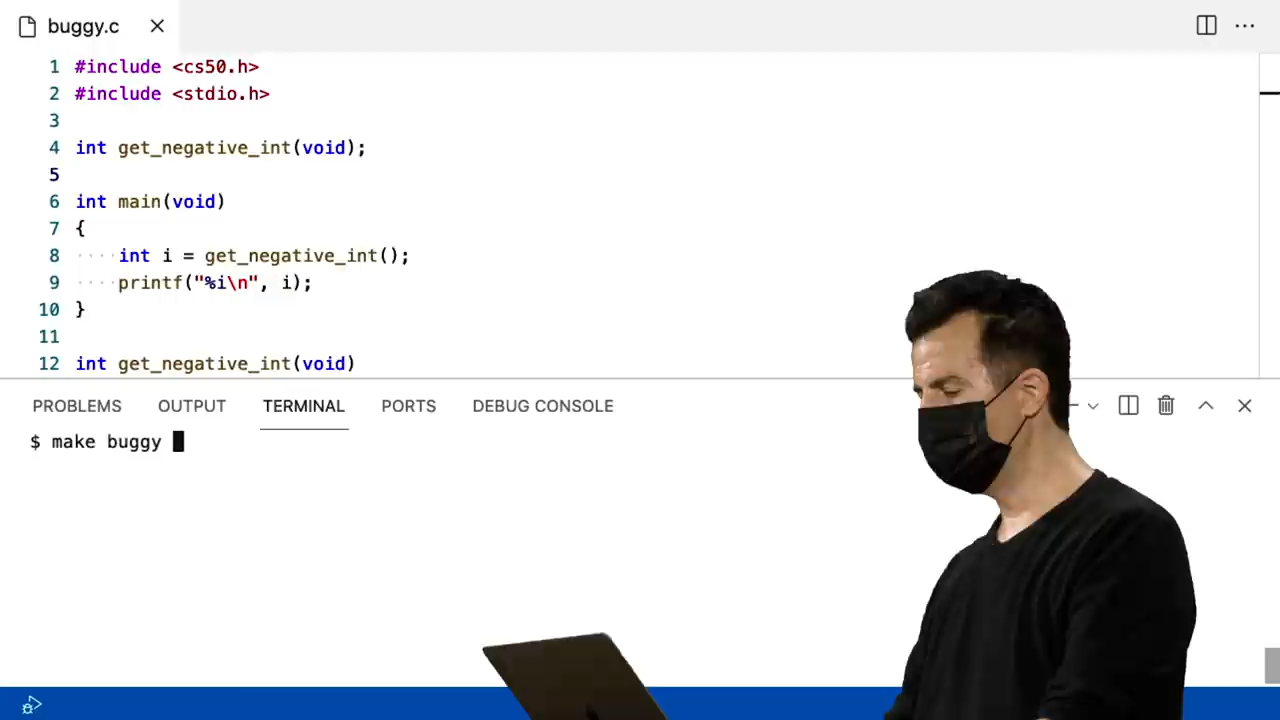 buggy.c
1 #include <cs50.h>
2 #include <stdio.h>
3
4 int get_negative_int(void);
5
6 int main(void)
7 {
8 int i = get_negative_int();
9 printf("%i\n", i);
10 }
11
12 int get_negative_int(void)
PROBLEMS OUTPUT TERMINAL PORTS DEBUG CONSOLE
$ make buggy